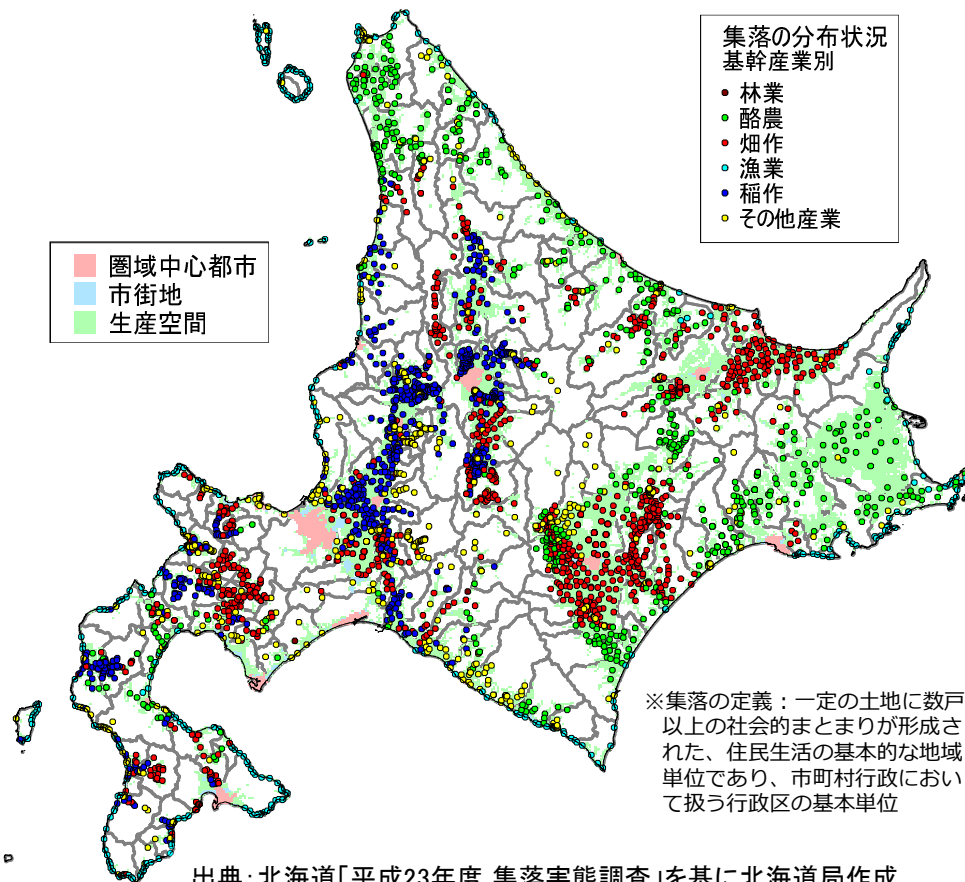 集落の分布状況
基幹産業別
林業
酪農
畑作
漁業
稲作
その他産業
圏域中心都市
市街地
生産空間
※集落の定義：一定の土地に数戸
以上の社会的まとまりが形成さ
れた、住民生活の基本的な地域
単位であり、市町村行政におい
て扱う行政区の基本単位
出典：北海道「平成23年度 集落実態調査」を基に北海道局作成